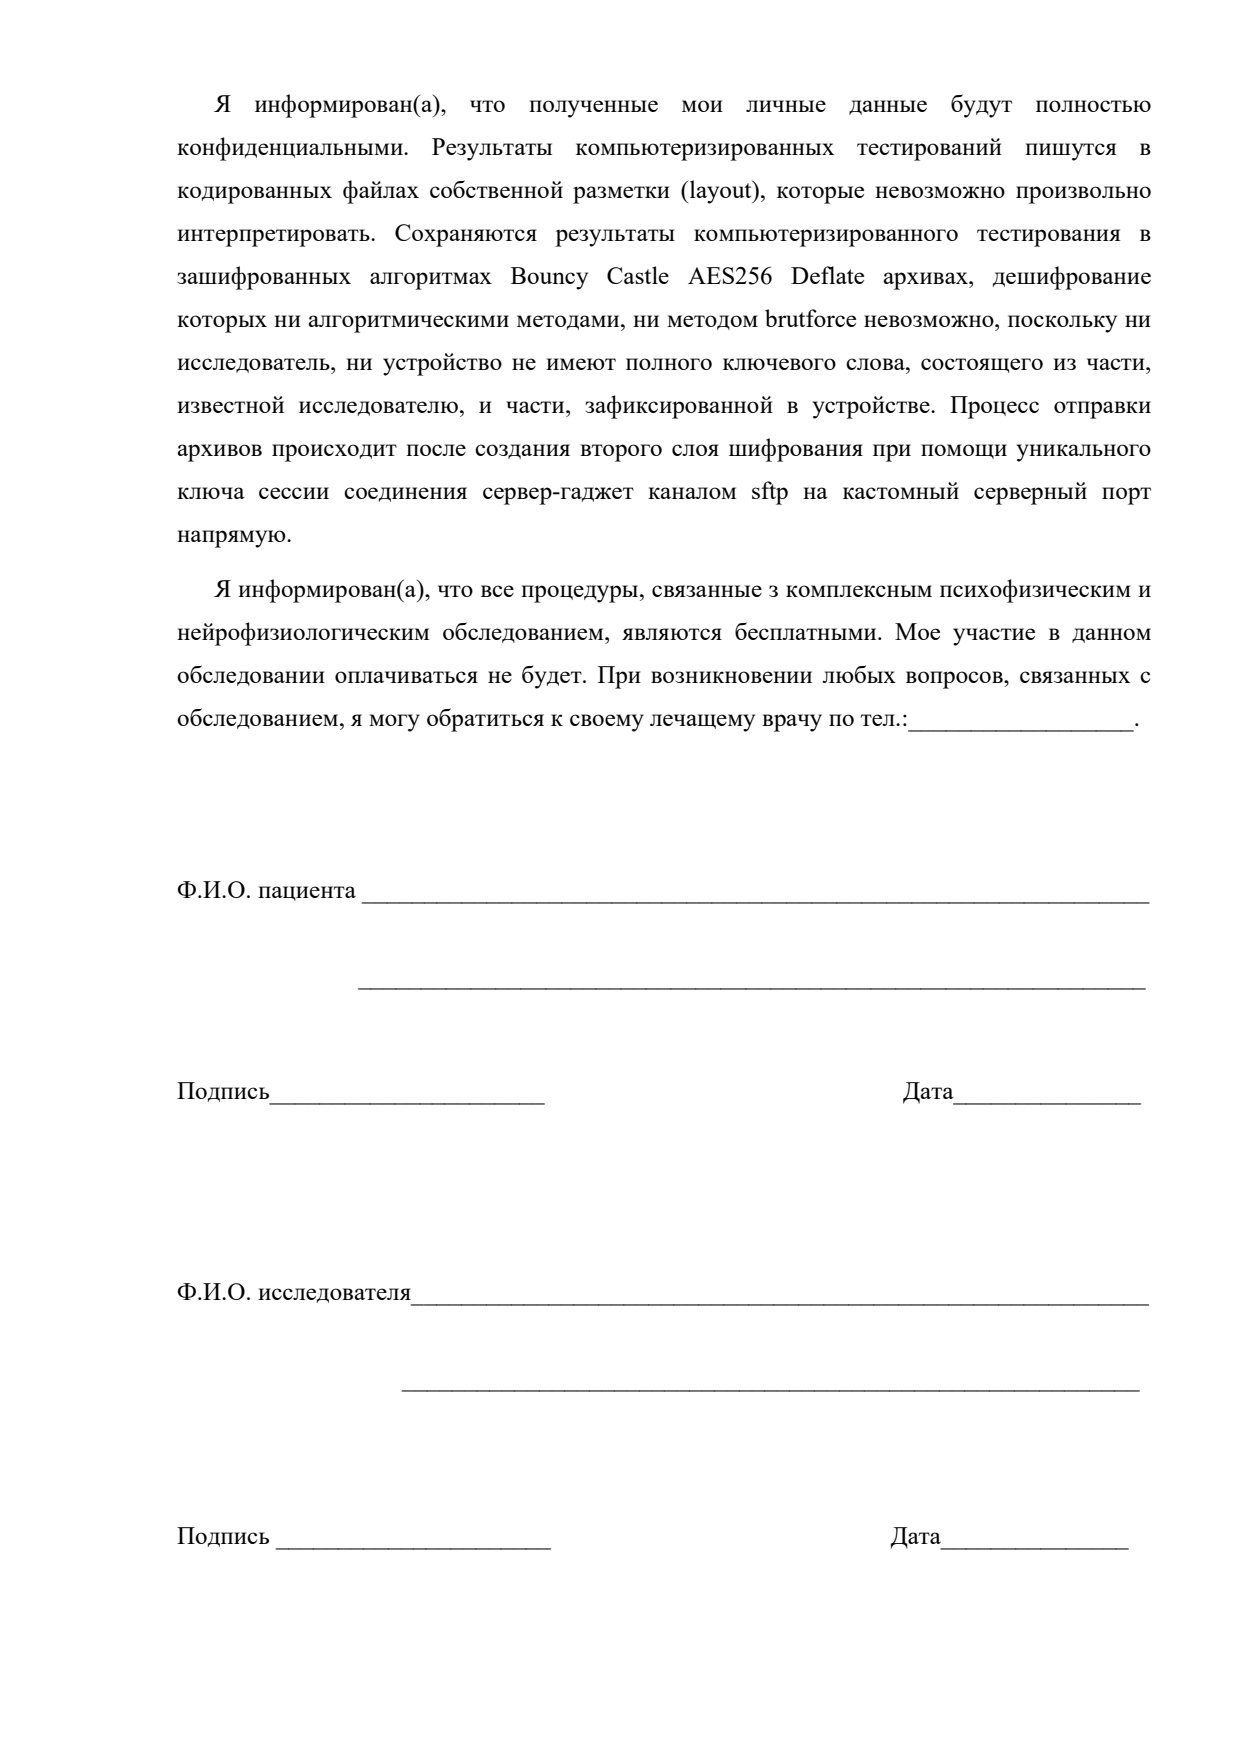 Я информирован(а), что полученные мои личные данные будут полностью
конфиденциальными. Результаты компьютеризированных тестирований пишутся в
кодированных файлах собственной разметки (layout), которые невозможно произвольно
интерпретировать. Сохраняются результаты компьютеризированного тестирования в
зашифрованных алгоритмах Bouncy Castle AES256 Deflate архивах, дешифрование
которых ни алгоритмическими методами, ни методом brutforce невозможно, поскольку ни
исследователь, ни устройство не имеют полного ключевого слова, состоящего из части,
известной исследователю, и части, зафиксированной в устройстве. Процесс отправки
архивов происходит после создания второго слоя шифрования при помощи уникального
ключа сессии соединения сервер-гаджет каналом sftp на кастомный серверный порт
напрямую.
Я информирован(а), что все процедуры, связанные з комплексным психофизическим и
нейрофизиологическим обследованием, являются бесплатными. Мое участие в данном
обследовании оплачиваться не будет. При возникновении любых вопросов, связанных с
обследованием, я могу обратиться к своему лечащему врачу по тел.:__________________.
Ф.И.О. пациента _______________________________________________________________
_______________________________________________________________
Подпись______________________ Дата_______________
Ф.И.О. исследователя___________________________________________________________
___________________________________________________________
Подпись ______________________ Дата_______________